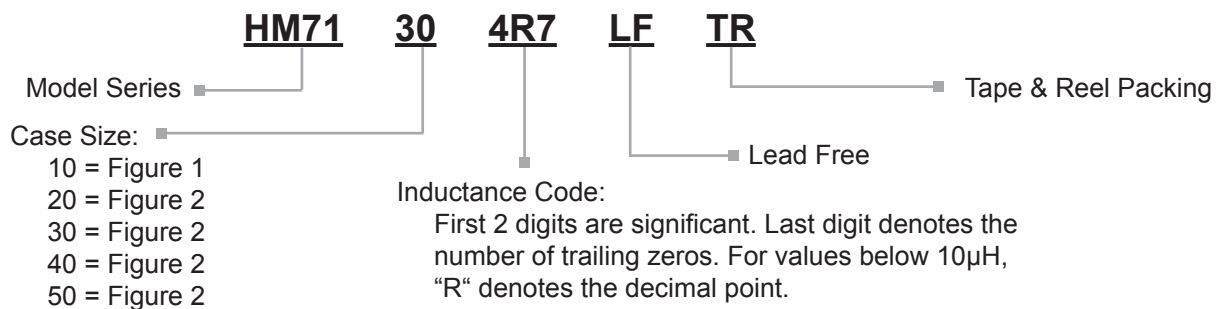 HM71 30 4R7 LF TR
Model Series
Tape & Reel Packing
Case Size:
10 = Figure 1
20 = Figure 2
30 = Figure 2
40 = Figure 2
50 = Figure 2
Lead Free
Inductance Code:
First 2 digits are significant. Last digit denotes the
number of trailing zeros. For values below 10µH,
“R“ denotes the decimal point.